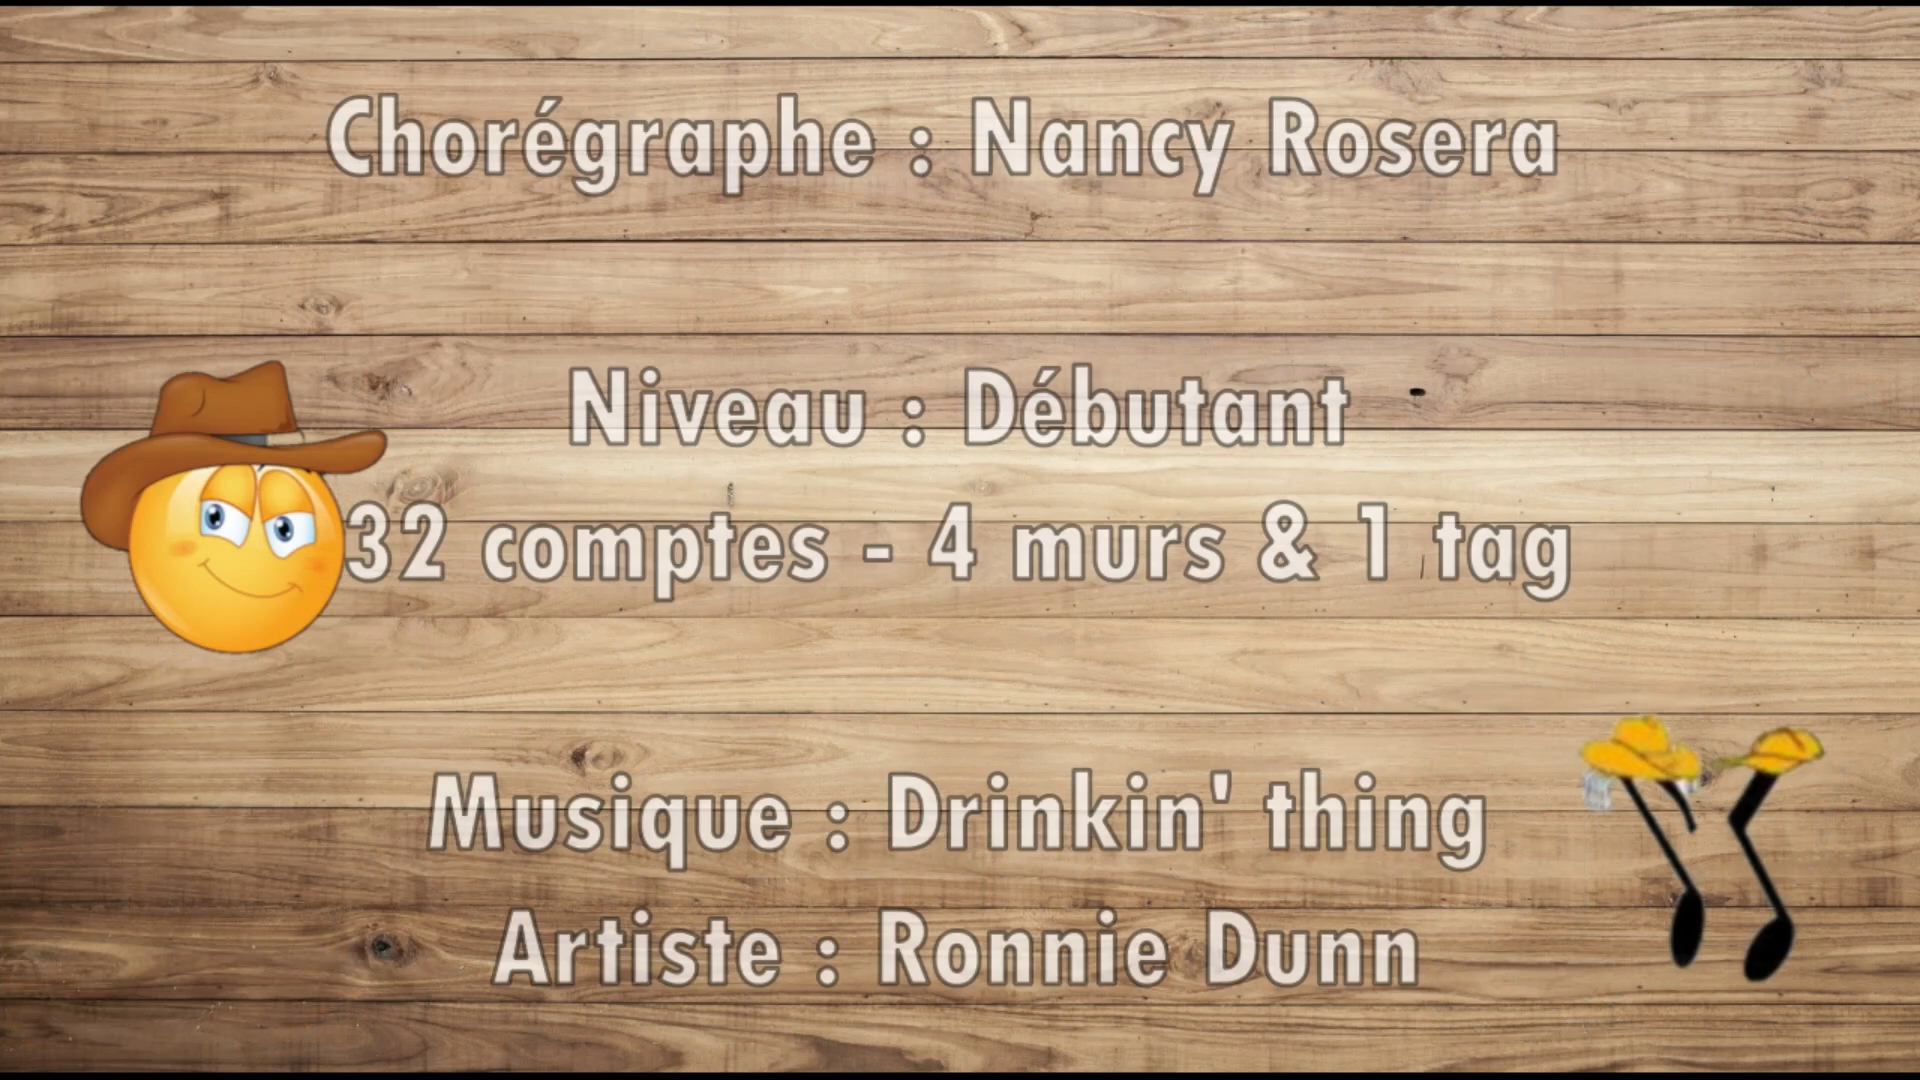 Chorégraphe : Nancy Rosera
Niveau : Débutant
32 comptes - 4 murs & 1 tag
Musique : Drinkin' thing
Artiste : Ronnie Dunn